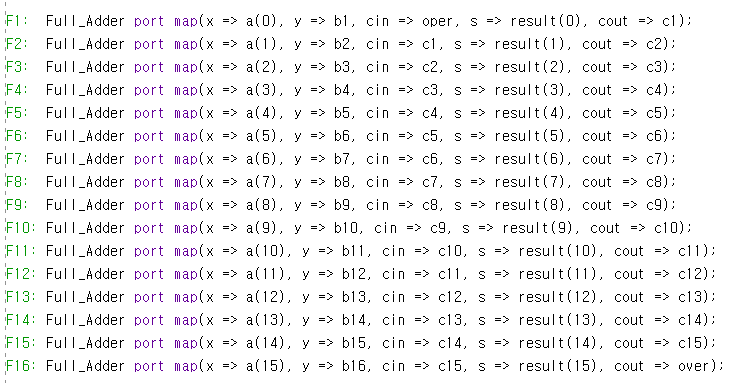 F1: Full_Adder port map(x => a(0), y => b1, cin => oper, s => result(0), cout => c1);
F2: Full_Adder port map(x => a(1), y => b2, cin => c1, s => result(1), cout => c2);
F3: Full_Adder port map(x => a(2), y => b3, cin => c2, s => result(2), cout => c3);
F4: Full_Adder port map(x => a(3), y => b4, cin => c3, s => result(3), cout => c4);
F5: Full_Adder port map(x => a(4), y => b5, cin => c4, s => result(4), cout => c5);
F6: Full_Adder port map(x => a(5), y => b6, cin => c5, s => result(5), cout => c6);
F7: Full_Adder port map(x => a(6), y => b7, cin => c6, s => result(6), cout => c7);
F8: Full_Adder port map(x => a(7), y => b8, cin => c7, s => result(7), cout => c8);
F9: Full_Adder port map(x => a(8), y => b9, cin => c8, s => result(8), cout => c9);
F10: Full_Adder port map(x => a(9), y => b10, cin => c9, s => result(9), cout => c10);
F11: Full_Adder port map(x => a(10), y => b11, cin => c10, s => result(10), cout => c11);
F12: Full_Adder port map(x => a(11), y => b12, cin => c11, s => result(11), cout => c12);
F13: Full_Adder port map(x => a(12), y => b13, cin => c12, s => result(12), cout => c13);
F14: Full_Adder port map(x => a(13), y => b14, cin => c13, s => result(13), cout => c14);
F15: Full_Adder port map(x => a(14), y => b15, cin => c14, s => result(14), cout => c15);
F16: Full_Adder port map(x => a(15), y => b16, cin => c15, s => result(15), cout => over);